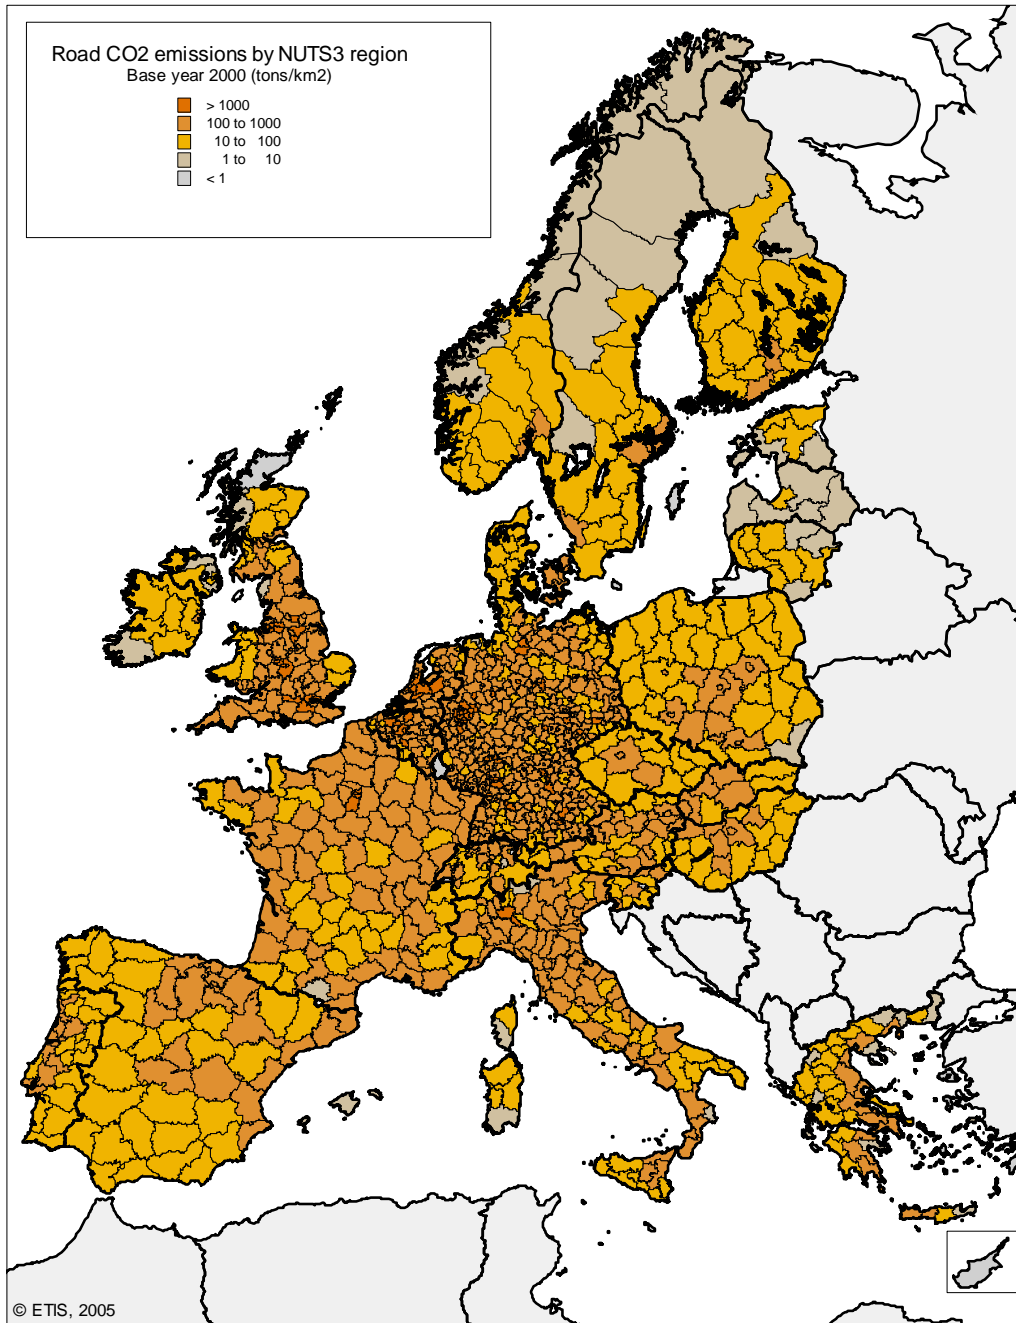 Road CO2 emissions by NUTS3 region
Base year 2000 (tons/km2)
> 1000
100 to 1000
10 to 100
1 to 10
< 1
© ETIS, 2005